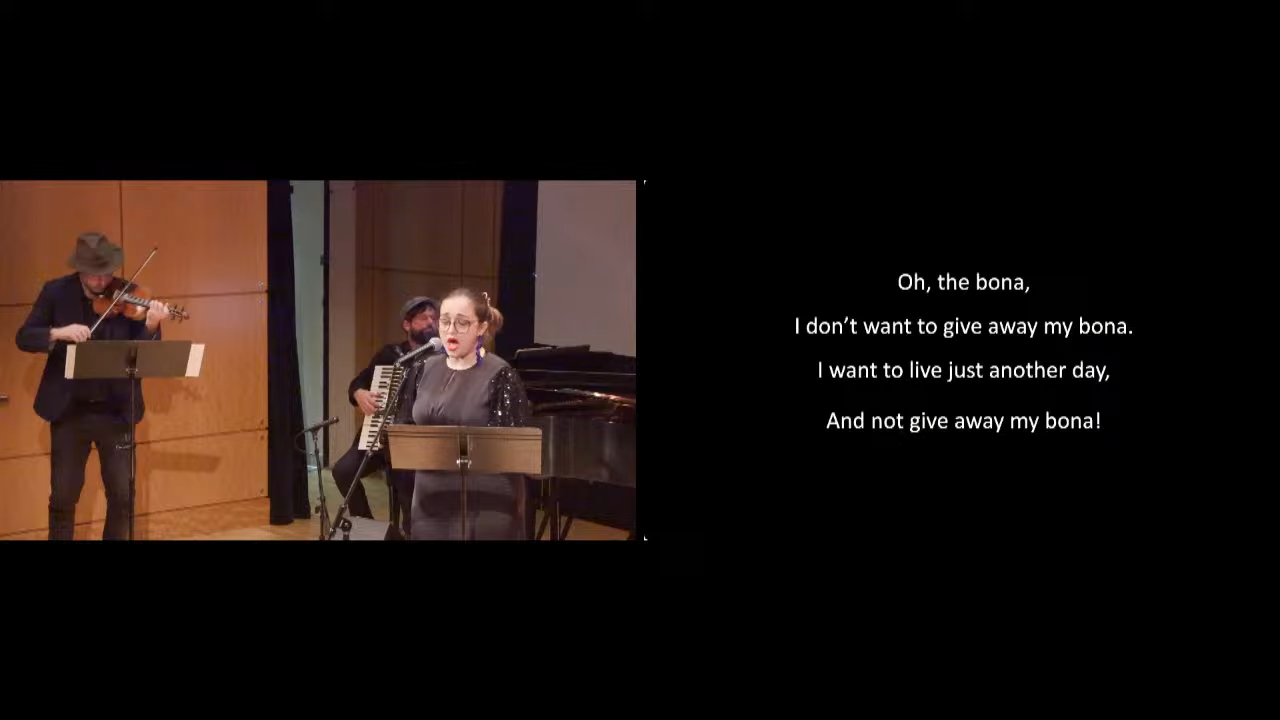 Oh, the bona,
I don’t want to give away my bona.
I want to live just another day,
And not give away my bona!